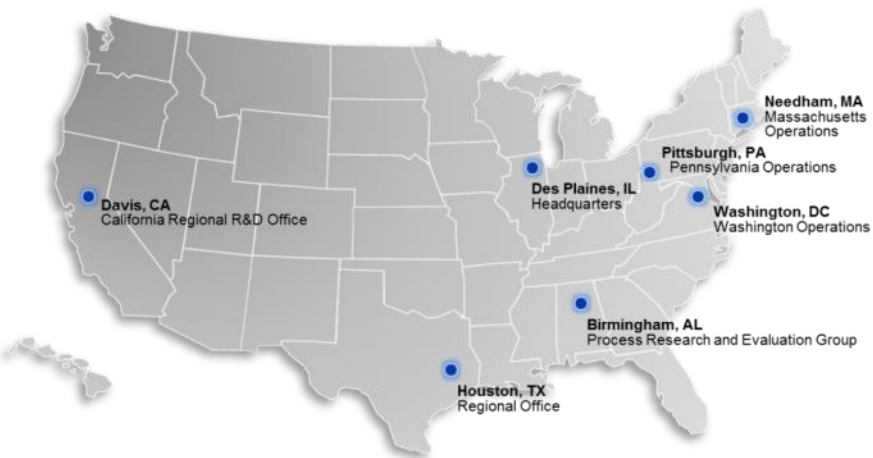 Needham, MA
Massachusetts
Operations
Pittsburgh, PA
Pennsylvania Operations
Des Plaines, IL
Headquarters
Davis, CA
California Regional R&D Office
Washington, DC
Washington Operations
Birmingham, AL
Process Research and Evaluation Group
Houston, TX
Regional Office